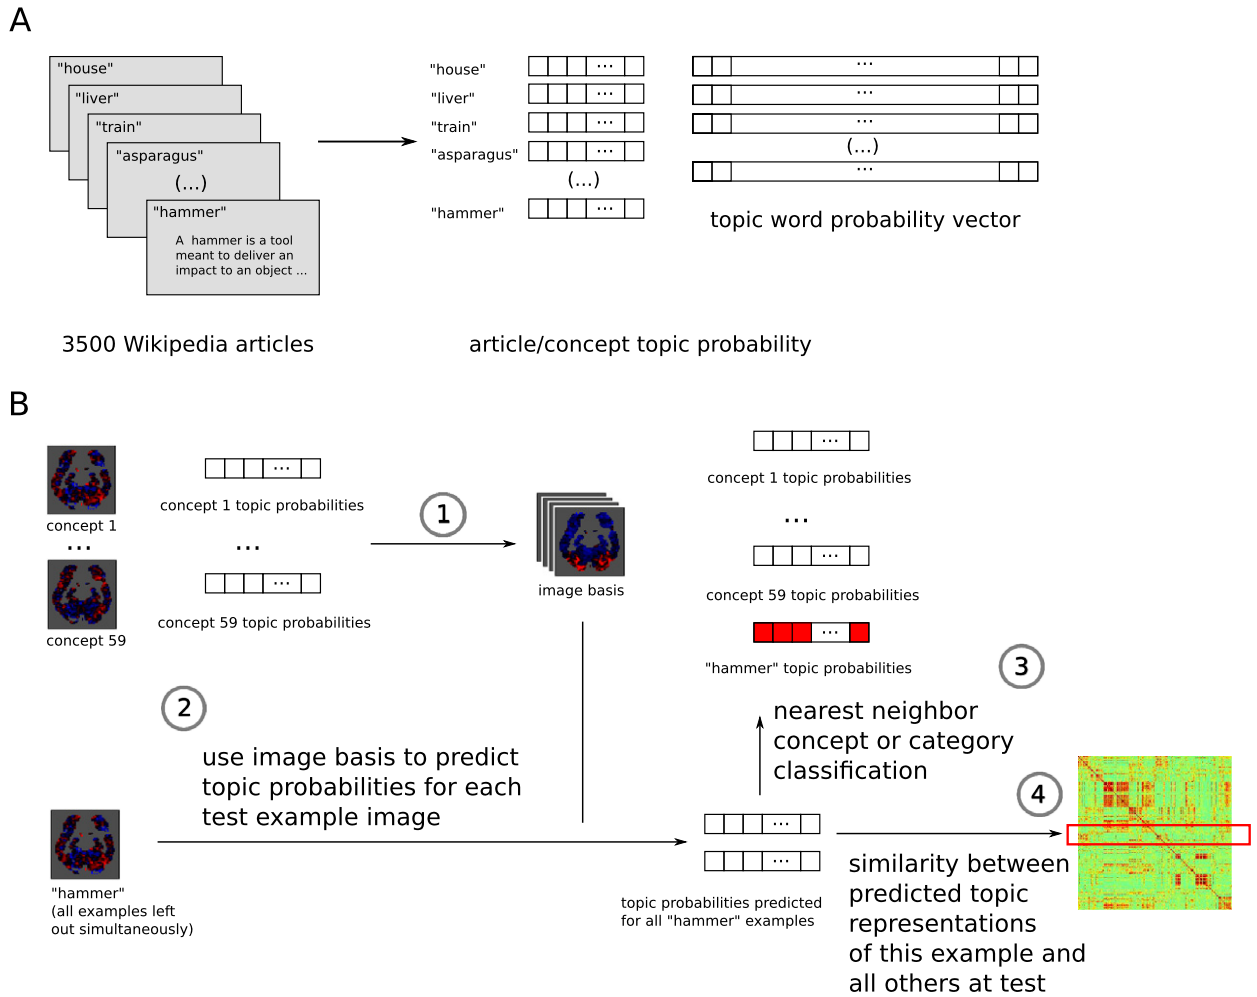 A
"house"
"liver"
"train"
"asparagus"
(...)
"hammer"
A hammer is a tool
meant to deliver an
impact to an object ...
3500 Wikipedia articles
"house"
"liver"
"train"
"asparagus"
(...)
"hammer"
...
...
...
...
...
article/concept topic probability
...
...
...
(...)
...
topic word probability vector
B
concept 1
...
concept 59
...
concept 1 topic probabilities
...
...
concept 59 topic probabilities
1
image basis
...
concept 1 topic probabilities
...
...
concept 59 topic probabilities
...
"hammer" topic probabilities
2
use image basis to predict
topic probabilities for each
test example image
"hammer"
(all examples left
out simultaneously)
3
nearest neighbor
concept or category
classification
...
...
topic probabilities predicted
for all "hammer" examples
4
similarity between
predicted topic
representations
of this example and
all others at test